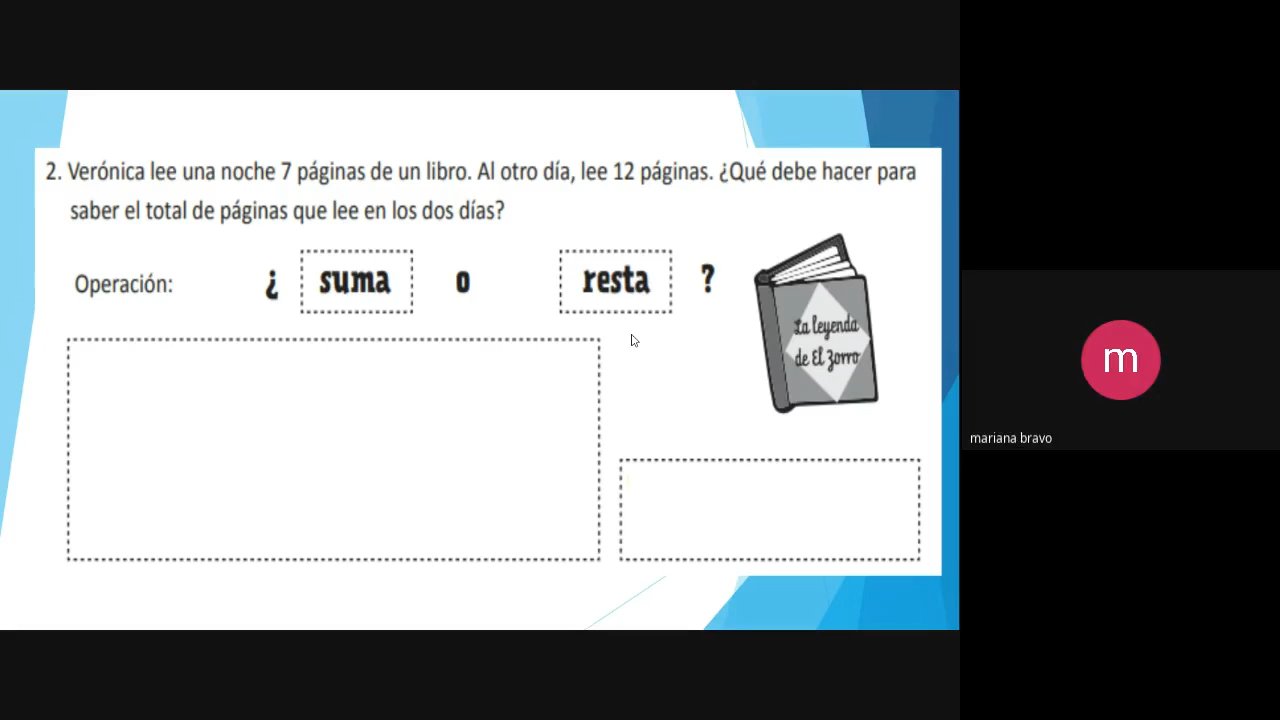 2. Verónica lee una noche 7 páginas de un libro. Al otro día, lee 12 páginas. ¿Qué debe hacer para
saber el total de páginas que lee en los dos días?
Operación: ¿ suma o resta ?
La leyenda
de El Zorro
m
mariana bravo